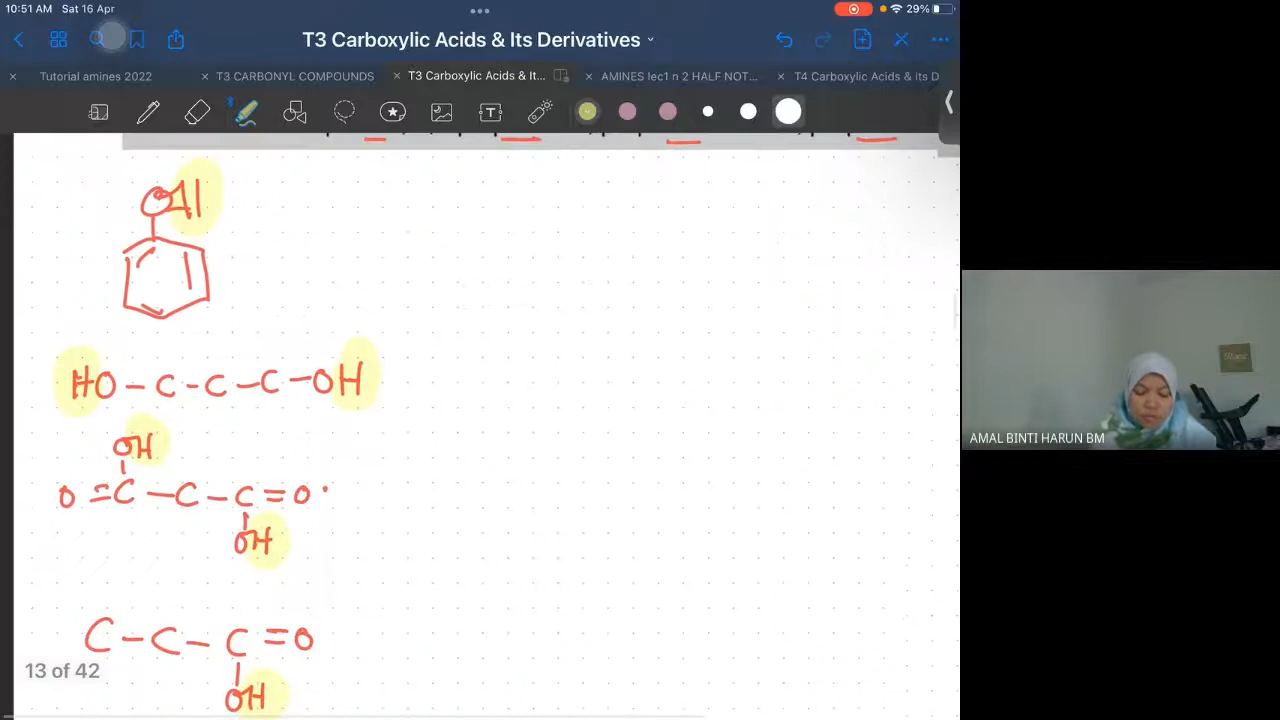 10:51 AM Sat 16 Apr
29%
T3 Carboxylic Acids & Its Derivatives
Tutorial amines 2022
T3 CARBONYL COMPOUNDS
T3 Carboxylic Acids & It...
AMINES lec1 n 2 HALF NOT...
T4 Carboxylic Acids & Its D
T
OH
HO - C - C - C - OH
OH
O = C - C - C = O
OH
C - C - C = O
OH
13 of 42
AMAL BINTI HARUN BM